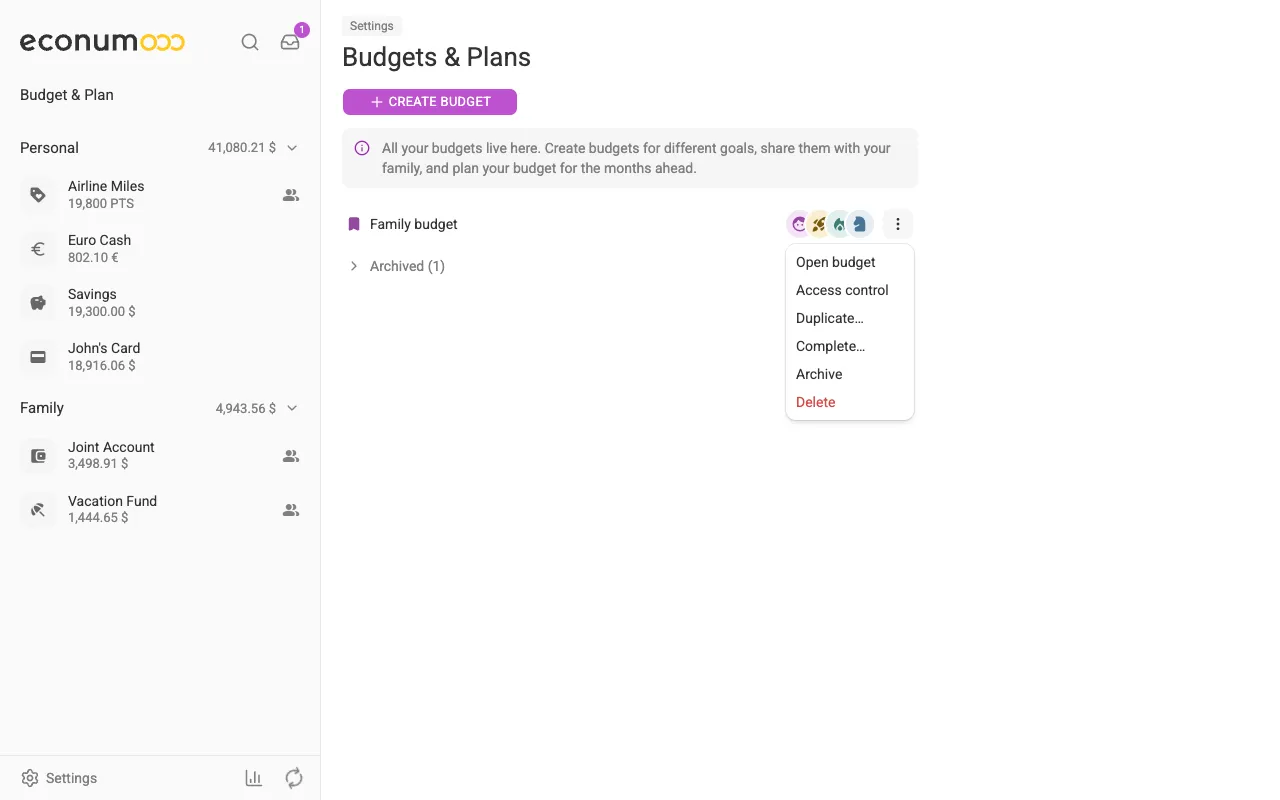 econumo
1
Budget & Plan
Personal
41,080.21 $
Airline Miles
19,800 PTS
Euro Cash
802.10 €
Savings
19,300.00 $
John's Card
18,916.06 $
Family
4,943.56 $
Joint Account
3,498.91 $
Vacation Fund
1,444.65 $
Settings
Settings
Budgets & Plans
CREATE BUDGET
All your budgets live here. Create budgets for different goals, share them with your
family, and plan your budget for the months ahead.
Family budget
Archived (1)
Open budget
Access control
Duplicate…
Complete…
Archive
Delete